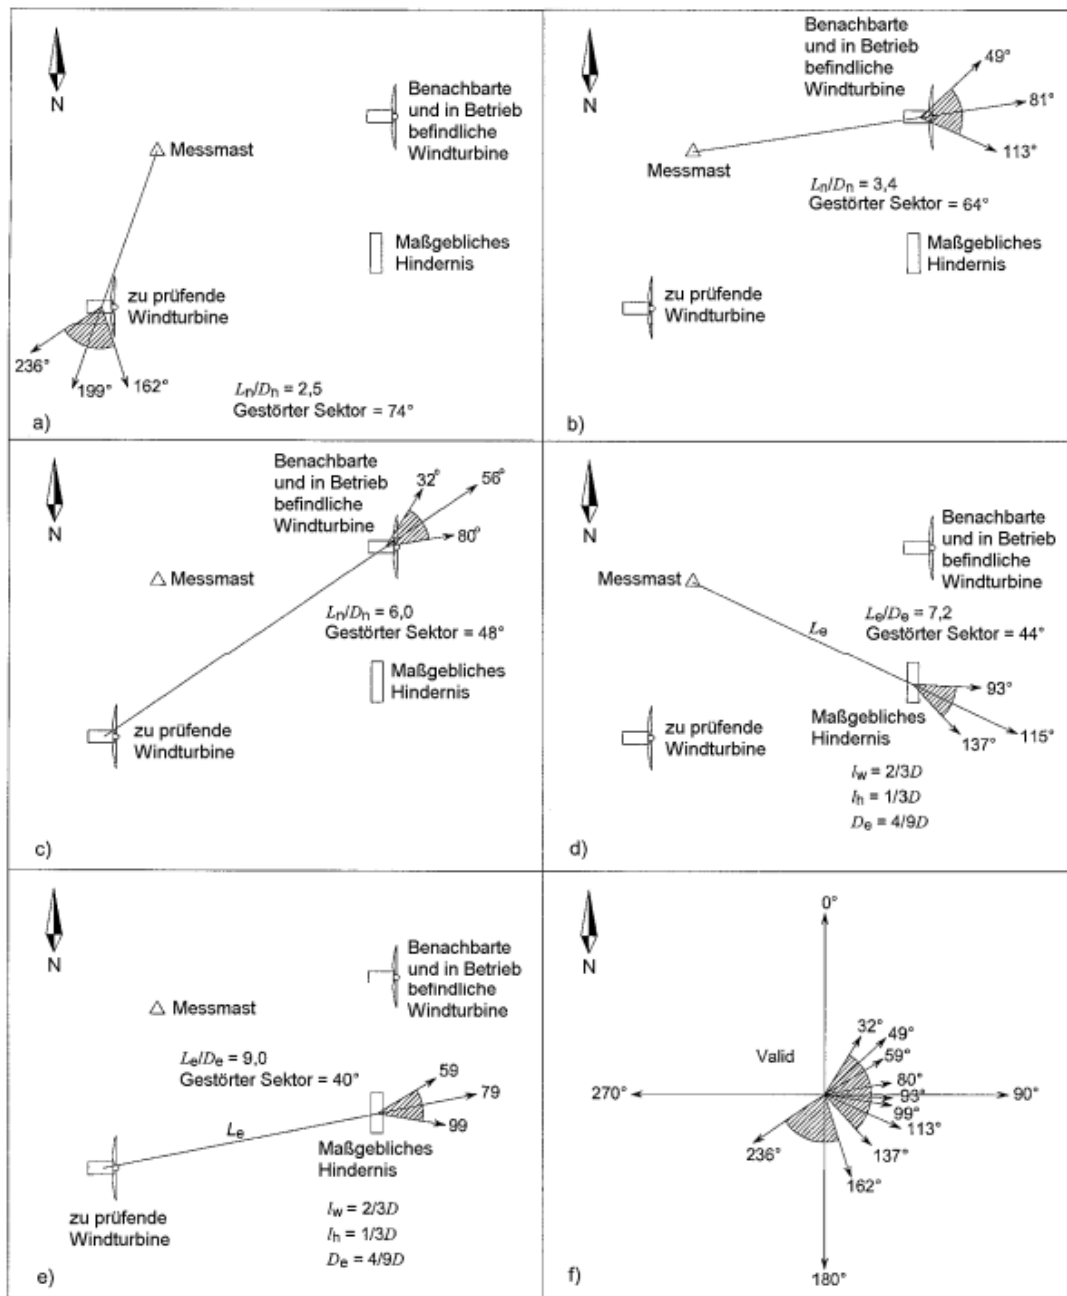 N
Benachbarte
und in Betrieb
befindliche
Windturbine
Messmast
Maßgebliches
Hindernis
zu prüfende
Windturbine
236°
199°
162°
Ln/Dn = 2,5
Gestörter Sektor = 74°
a)
N
Benachbarte
und in Betrieb
befindliche
Windturbine
49°
81°
113°
Messmast
Ln/Dn = 3,4
Gestörter Sektor = 64°
Maßgebliches
Hindernis
zu prüfende
Windturbine
b)
N
Benachbarte
und in Betrieb
befindliche
Windturbine
32°
56°
80°
Messmast
Ln/Dn = 6,0
Gestörter Sektor = 48°
Maßgebliches
Hindernis
zu prüfende
Windturbine
c)
N
Benachbarte
und in Betrieb
befindliche
Windturbine
Messmast
Le/De = 7,2
Gestörter Sektor = 44°
Le
93°
115°
137°
Maßgebliches
Hindernis
zu prüfende
Windturbine
lw = 2/3D
lh = 1/3D
De = 4/9D
d)
N
Benachbarte
und in Betrieb
befindliche
Windturbine
Messmast
Le/De = 9,0
Gestörter Sektor = 40°
59
79
99
Le
Maßgebliches
Hindernis
zu prüfende
Windturbine
lw = 2/3D
lh = 1/3D
De = 4/9D
e)
N
0°
Valid
32°
49°
59°
80°
270°
90°
93°
99°
113°
137°
236°
162°
180°
f)